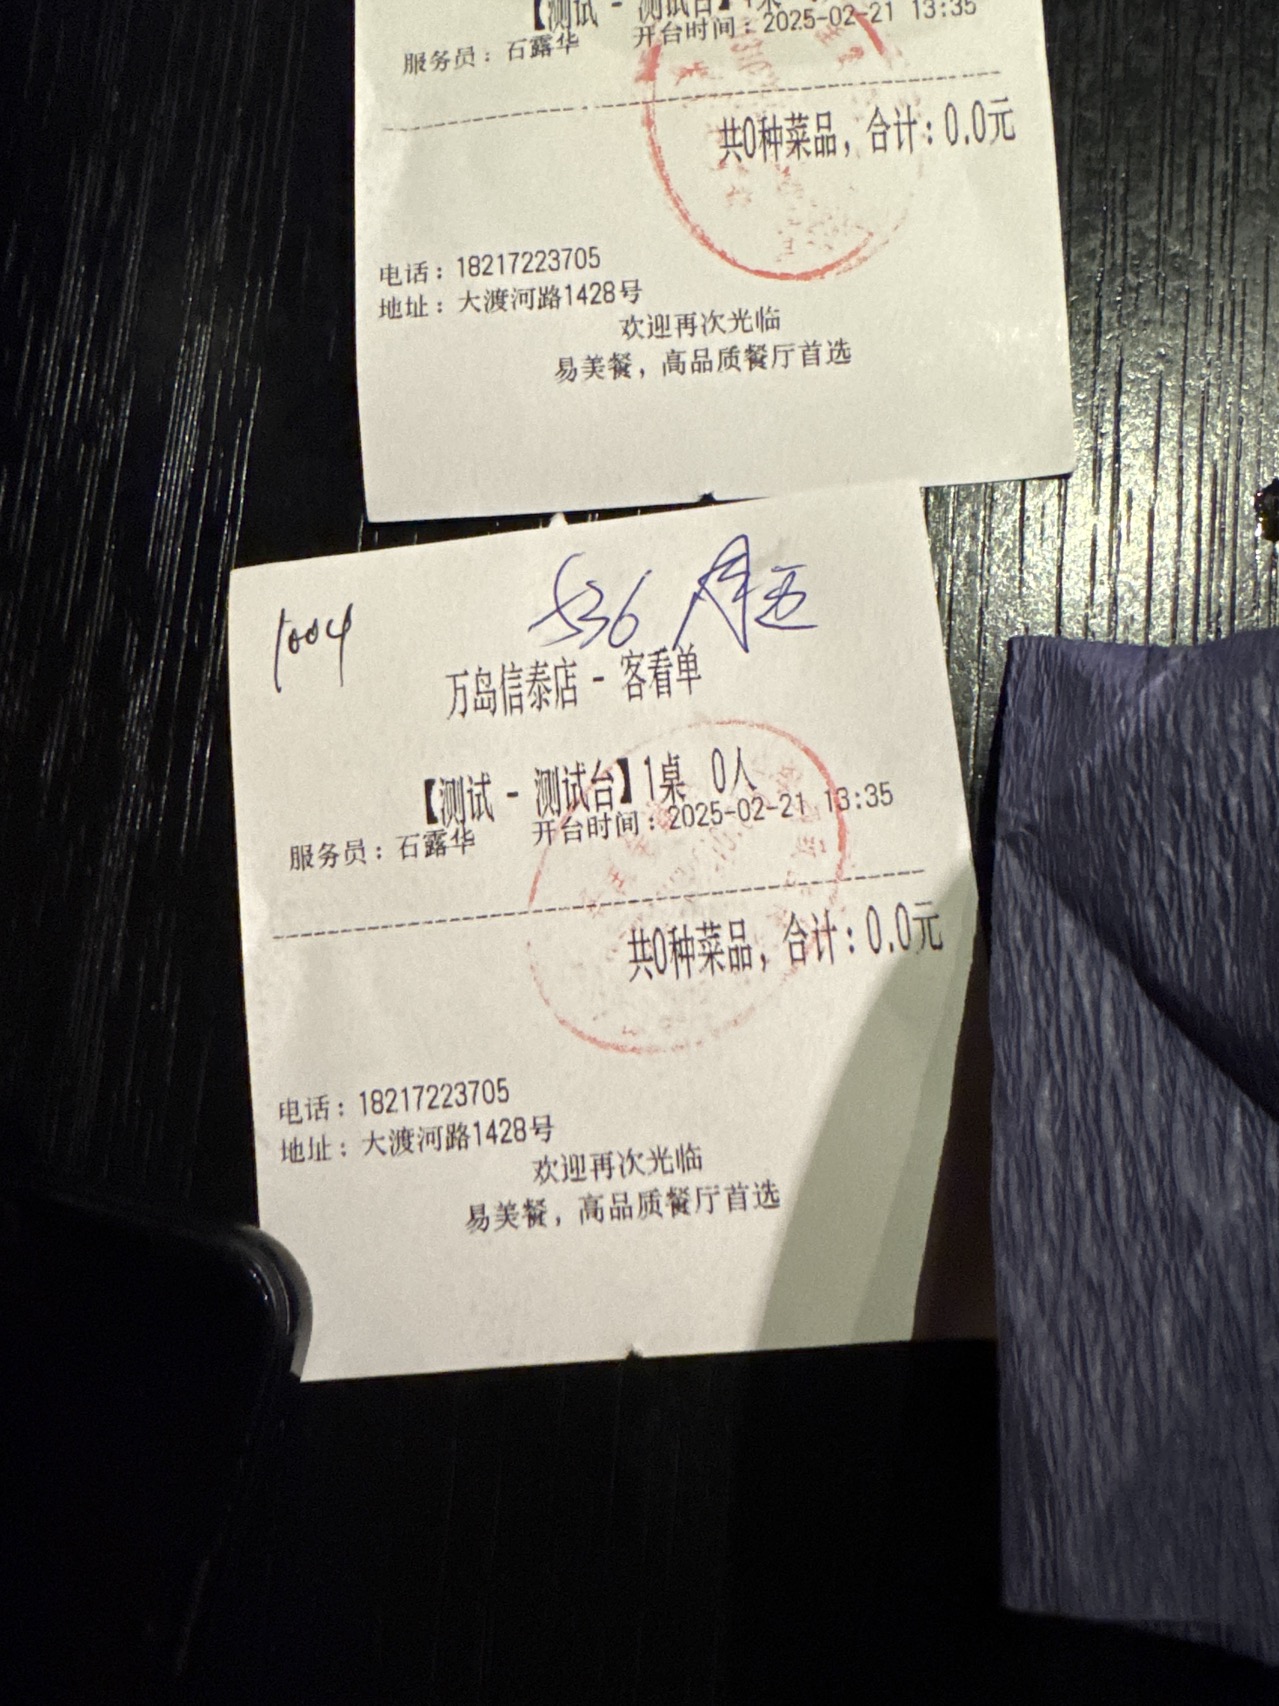 【测试 - 测试台】1桌
服务员：石露华 开台时间：2025-02-21 13:35
共0种菜品，合计：0.0元
电话：18217223705
地址：大渡河路1428号
欢迎再次光临
易美餐，高品质餐厅首选
1004 536
万岛信泰店 - 客看单
【测试 - 测试台】1桌 0人
服务员：石露华 开台时间：2025-02-21 13:35
共0种菜品，合计：0.0元
电话：18217223705
地址：大渡河路1428号
欢迎再次光临
易美餐，高品质餐厅首选